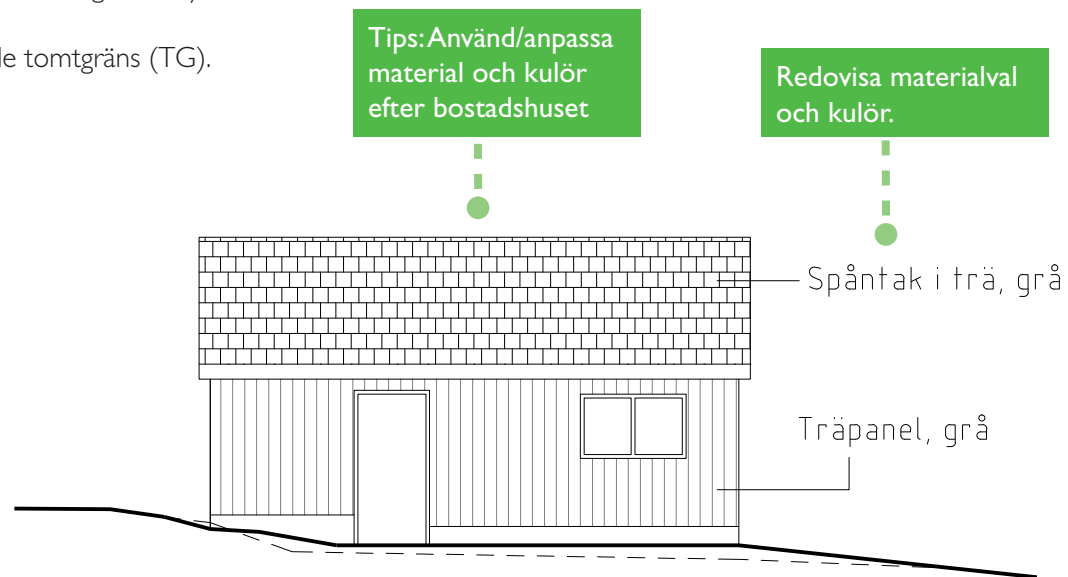 le tomtgräns (TG).
Tips: Använd/anpassa
material och kulör
efter bostadshuset
Redovisa materialval
och kulör.
Spåntak i trä, grå
Träpanel, grå